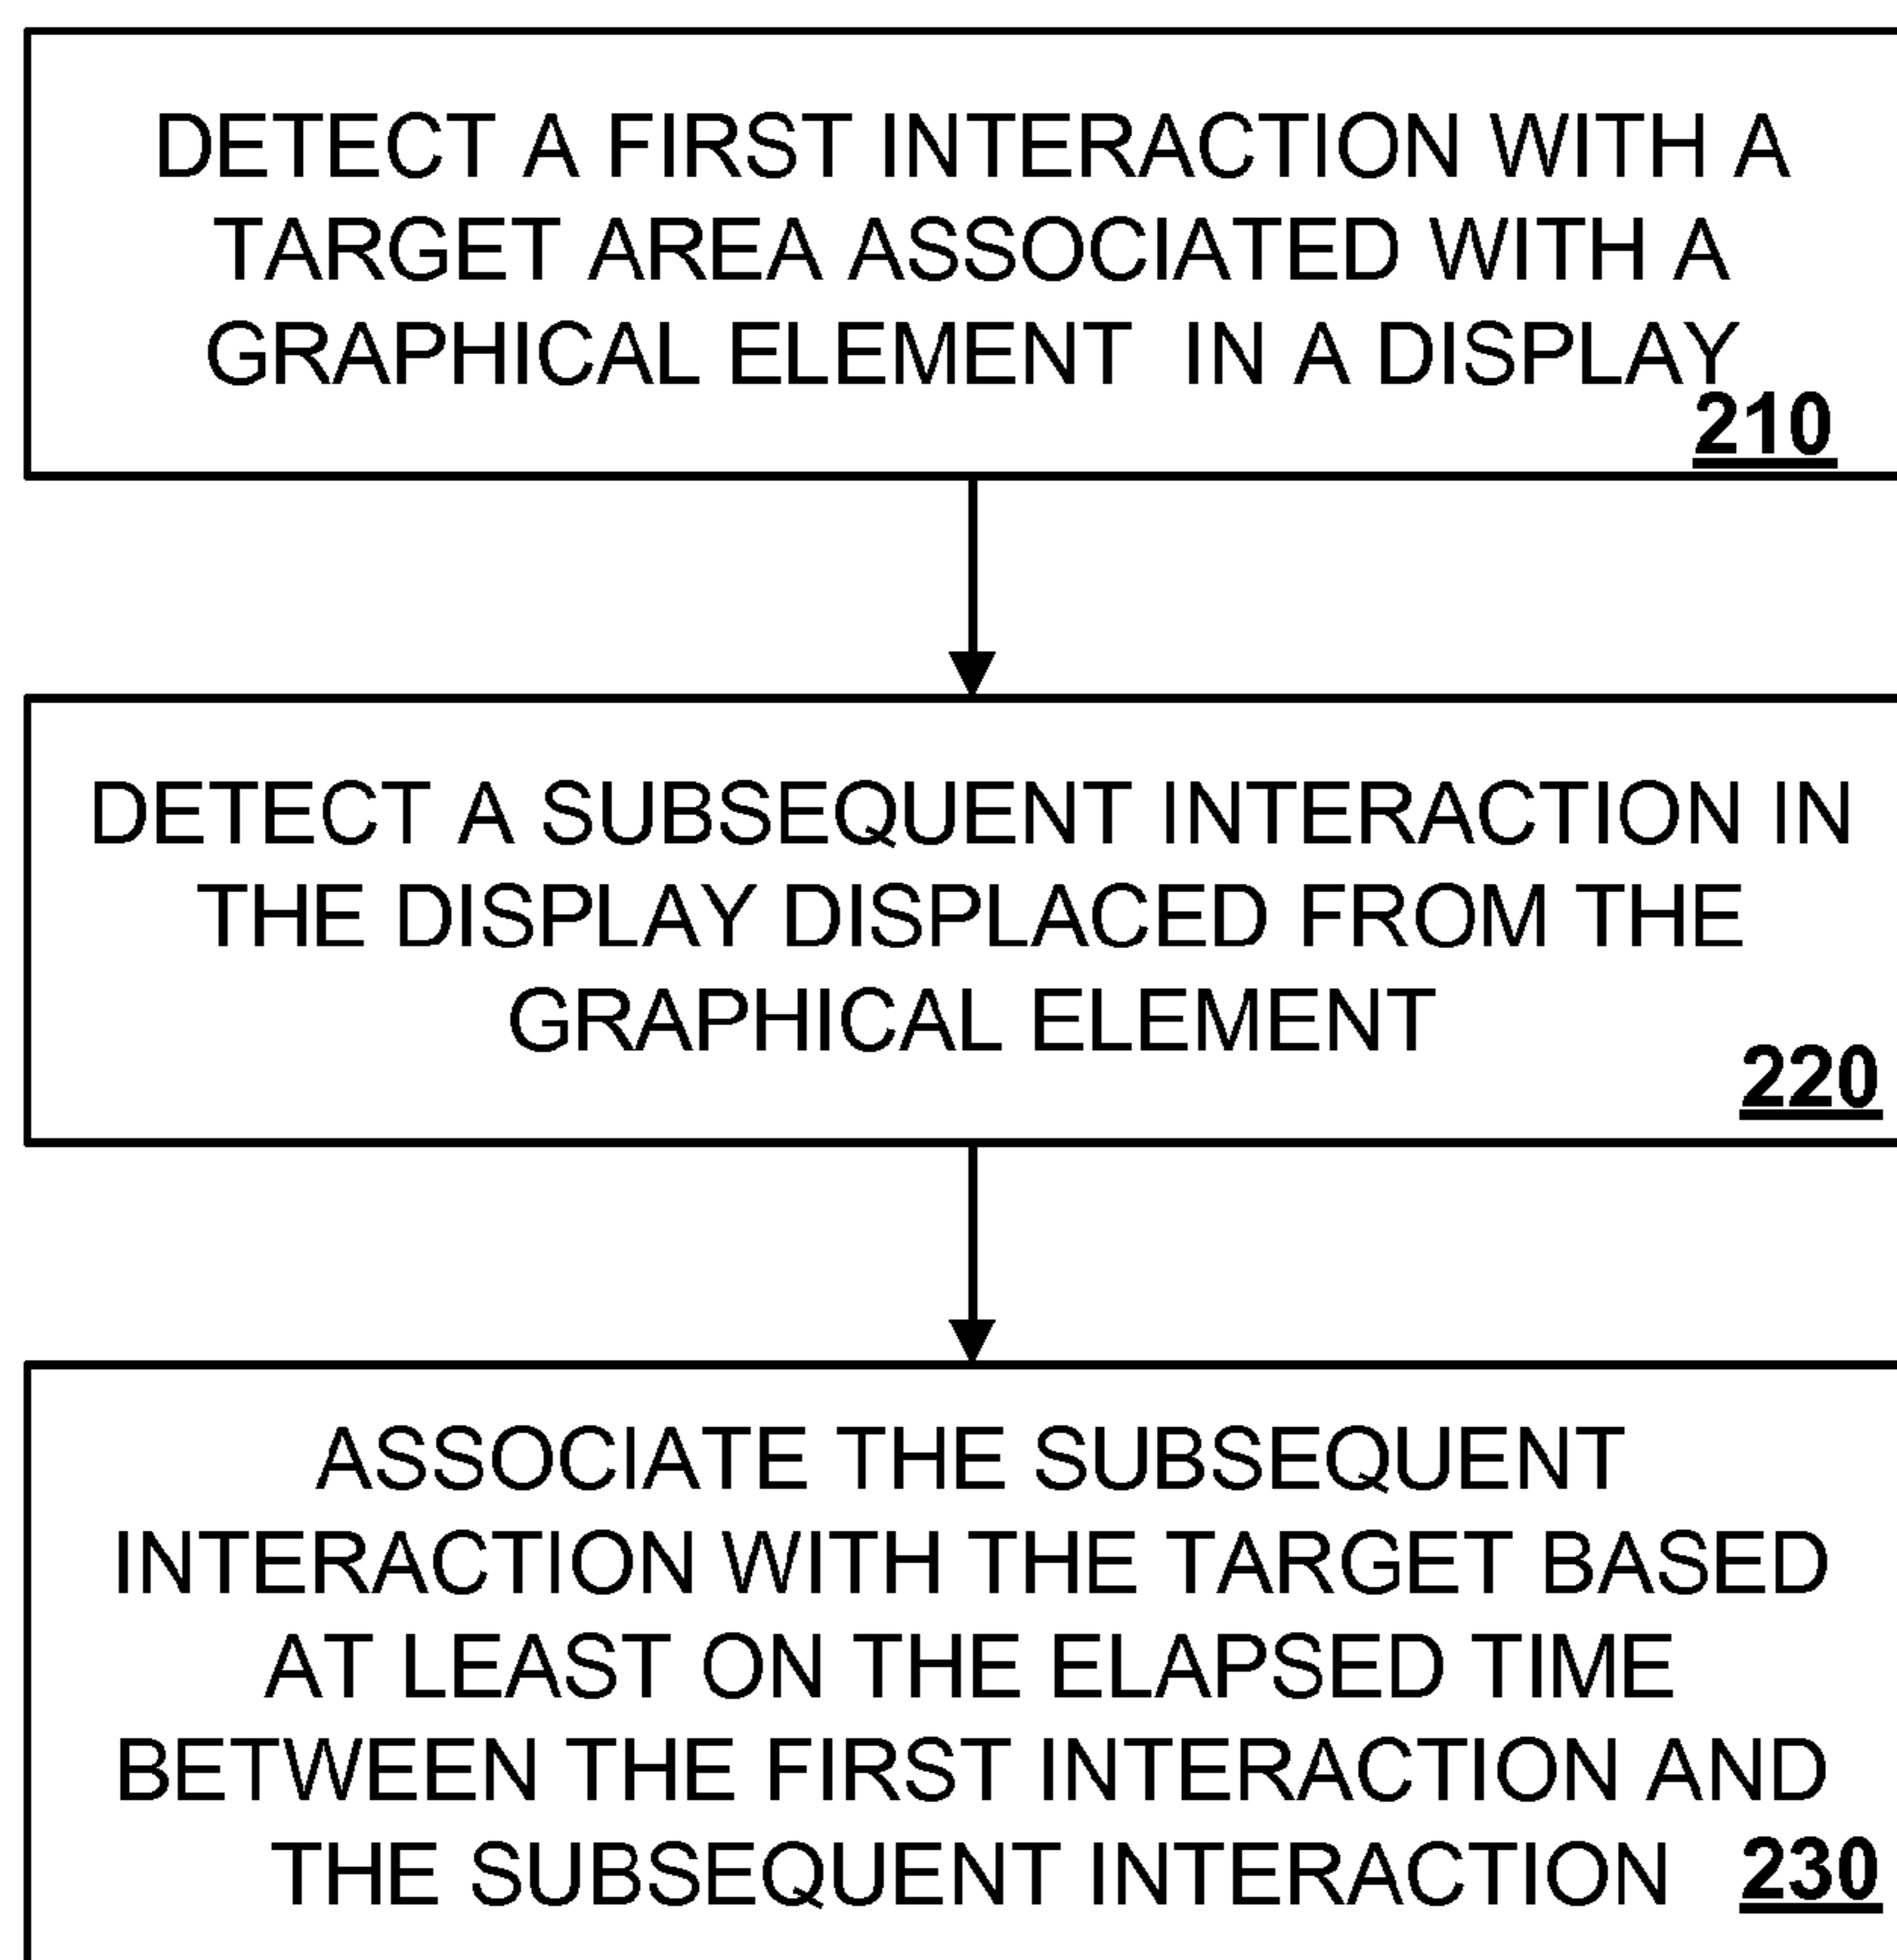 DETECT A FIRST INTERACTION WITH A
TARGET AREA ASSOCIATED WITH A
GRAPHICAL ELEMENT IN A DISPLAY
210
DETECT A SUBSEQUENT INTERACTION IN
THE DISPLAY DISPLACED FROM THE
GRAPHICAL ELEMENT
220
ASSOCIATE THE SUBSEQUENT
INTERACTION WITH THE TARGET BASED
AT LEAST ON THE ELAPSED TIME
BETWEEN THE FIRST INTERACTION AND
THE SUBSEQUENT INTERACTION 230